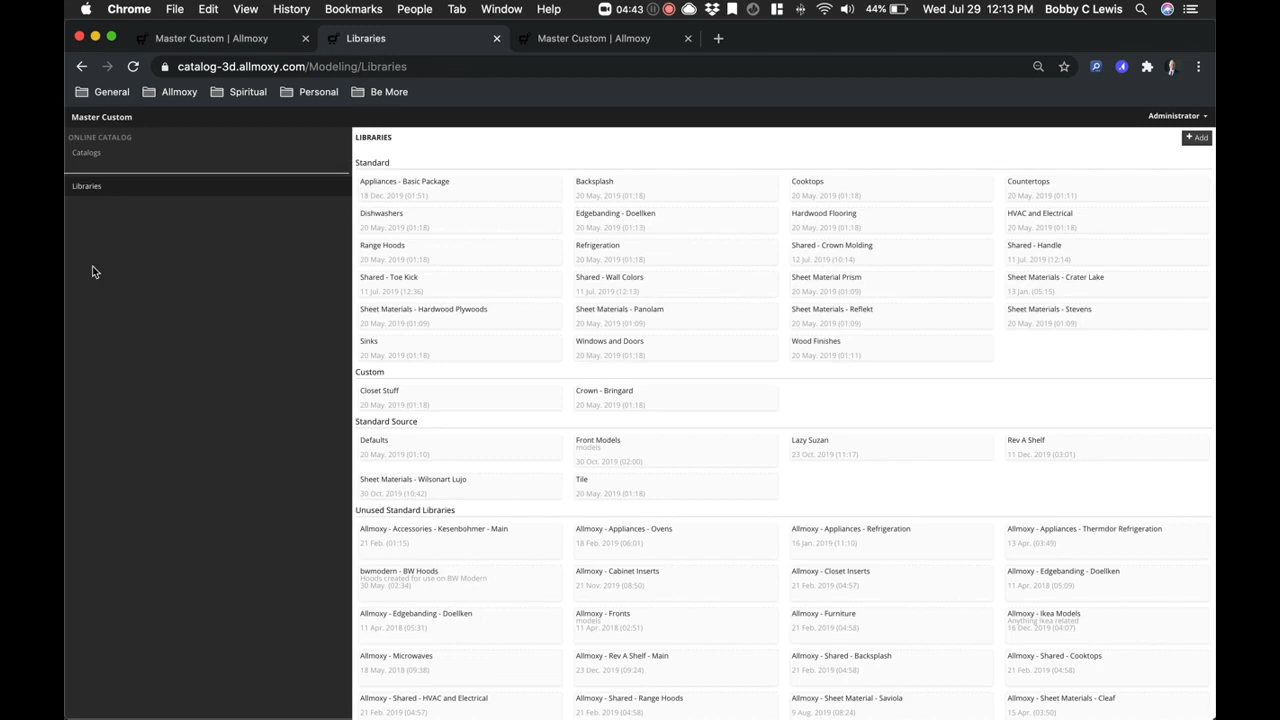 Chrome File Edit View History Bookmarks People Tab Window Help 04:43 44% Wed Jul 29 12:13 PM Bobby C Lewis
Master Custom | Allmoxy Libraries Master Custom | Allmoxy
catalog-3d.allmoxy.com/Modeling/Libraries
General Allmoxy Spiritual Personal Be More
Master Custom Administrator
ONLINE CATALOG
Catalogs
Libraries
LIBRARIES + Add
Standard
Appliances - Basic Package Backsplash Cooktops Countertops
18 Dec. 2019 (01:51) 20 May. 2019 (01:18) 20 May. 2019 (01:18) 20 May. 2019 (01:11)
Dishwashers Edgebanding - Doellken Hardwood Flooring HVAC and Electrical
20 May. 2019 (01:18) 20 May. 2019 (01:13) 20 May. 2019 (01:18) 20 May. 2019 (01:18)
Range Hoods Refrigeration Shared - Crown Molding Shared - Handle
20 May. 2019 (01:18) 20 May. 2019 (01:18) 12 Jul. 2019 (10:14) 11 Jul. 2019 (12:14)
Shared - Toe Kick Shared - Wall Colors Sheet Material Prism Sheet Materials - Crater Lake
11 Jul. 2019 (12:36) 11 Jul. 2019 (12:13) 20 May. 2019 (01:09) 13 Jan. (05:15)
Sheet Materials - Hardwood Plywoods Sheet Materials - Panolam Sheet Materials - Reflekt Sheet Materials - Stevens
20 May. 2019 (01:09) 20 May. 2019 (01:09) 20 May. 2019 (01:09) 20 May. 2019 (01:09)
Sinks Windows and Doors Wood Finishes
20 May. 2019 (01:18) 20 May. 2019 (01:18) 20 May. 2019 (01:11)
Custom
Closet Stuff Crown - Bringard
20 May. 2019 (01:18) 20 May. 2019 (01:18)
Standard Source
Defaults Front Models Lazy Suzan Rev A Shelf
models
20 May. 2019 (01:10) 30 Oct. 2019 (02:00) 23 Oct. 2019 (11:17) 11 Dec. 2019 (03:01)
Sheet Materials - Wilsonart Lujo Tile
30 Oct. 2019 (10:42) 20 May. 2019 (01:18)
Unused Standard Libraries
Allmoxy - Accessories - Kesenbohmer - Main Allmoxy - Appliances - Ovens Allmoxy - Appliances - Refrigeration Allmoxy - Appliances - Thermdor Refrigeration
21 Feb. (01:15) 18 Feb. 2019 (06:01) 16 Jan. 2019 (11:10) 13 Apr. (03:49)
bwmodern - BW Hoods Allmoxy - Cabinet Inserts Allmoxy - Closet Inserts Allmoxy - Edgebanding - Doellken
Hoods created for use on BW Modern
30 May. (02:34) 21 Nov. 2019 (08:50) 21 Feb. 2019 (04:57) 11 Apr. 2018 (05:09)
Allmoxy - Edgebanding - Doellken Allmoxy - Fronts Allmoxy - Furniture Allmoxy - Ikea Models
models Anything Ikea related
11 Apr. 2018 (05:31) 11 Apr. 2018 (02:51) 21 Feb. 2019 (04:58) 16 Dec. 2019 (04:07)
Allmoxy - Microwaves Allmoxy - Rev A Shelf - Main Allmoxy - Shared - Backsplash Allmoxy - Shared - Cooktops
18 May. 2018 (09:38) 23 Dec. 2019 (09:24) 21 Feb. 2019 (04:58) 21 Feb. 2019 (04:58)
Allmoxy - Shared - HVAC and Electrical Allmoxy - Shared - Range Hoods Allmoxy - Sheet Material - Saviola Allmoxy - Sheet Materials - Cleaf
21 Feb. 2019 (04:57) 21 Feb. 2019 (04:58) 9 Aug. 2019 (08:24) 15 Apr. (03:50)